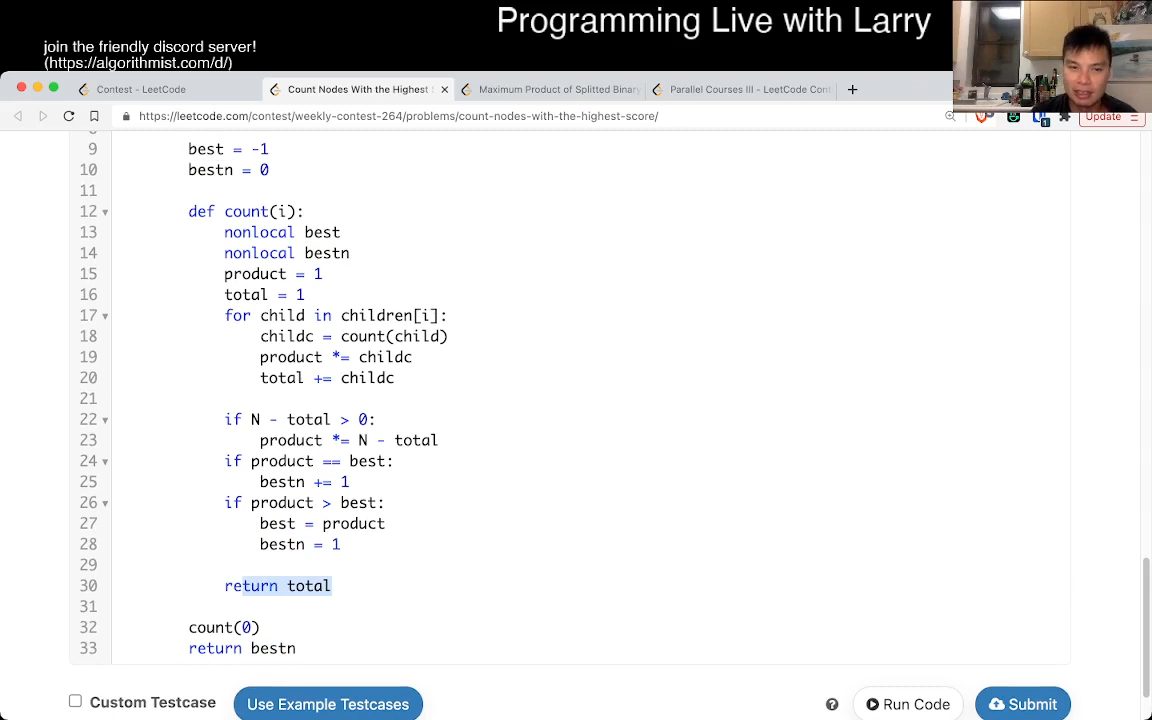 Programming Live with Larry
join the friendly discord server!
(https://algorithmist.com/d/)
Contest - LeetCode
Count Nodes With the Highest
Maximum Product of Splitted Binary
Parallel Courses III - LeetCode Con
https://leetcode.com/contest/weekly-contest-264/problems/count-nodes-with-the-highest-score/
Update
9 best = -1
10 bestn = 0
11
12 def count(i):
13 nonlocal best
14 nonlocal bestn
15 product = 1
16 total = 1
17 for child in children[i]:
18 childc = count(child)
19 product *= childc
20 total += childc
21
22 if N - total > 0:
23 product *= N - total
24 if product == best:
25 bestn += 1
26 if product > best:
27 best = product
28 bestn = 1
29
30 return total
31
32 count(0)
33 return bestn
Custom Testcase
Use Example Testcases
Run Code
Submit